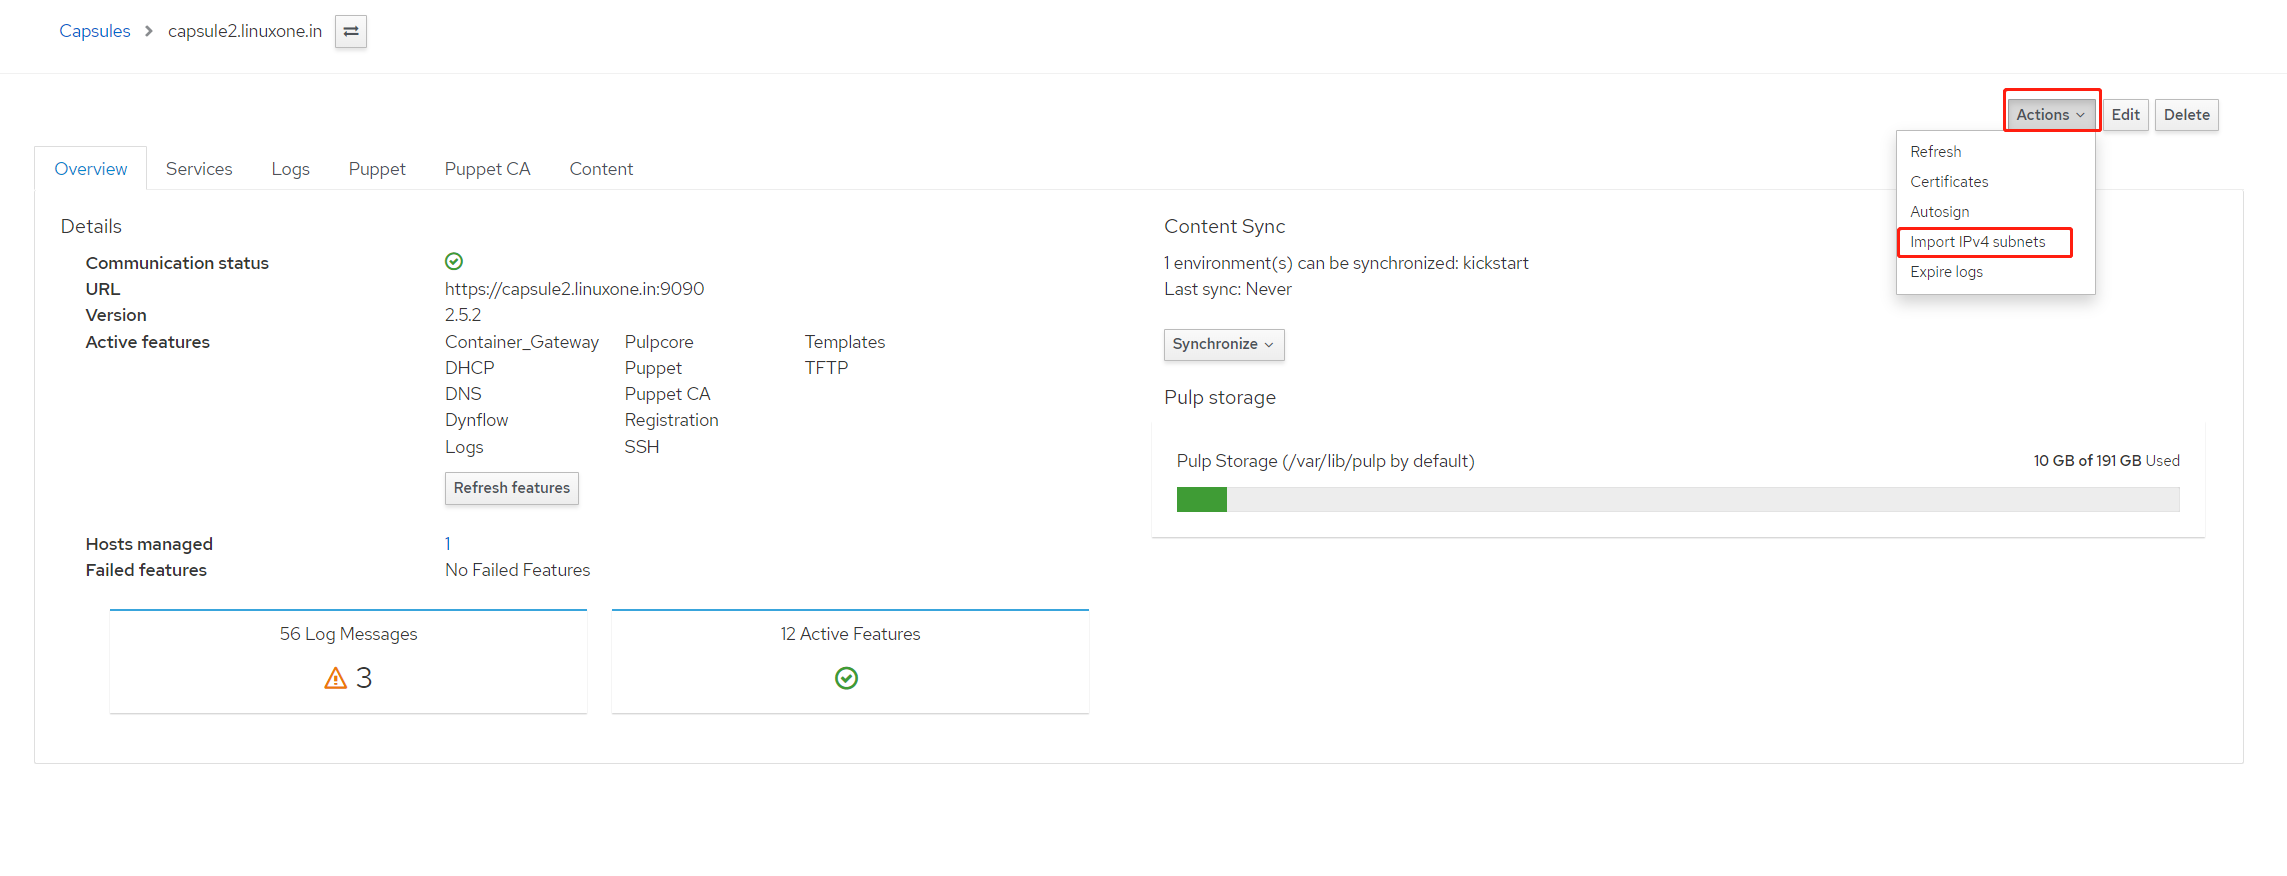 Capsules > capsule2.linuxone.in
Actions Edit Delete
Refresh
Certificates
Autosign
Import IPv4 subnets
Expire logs
Overview Services Logs Puppet Puppet CA Content
Details
Communication status
URL https://capsule2.linuxone.in:9090
Version 2.5.2
Active features Container_Gateway Pulpcore Templates
DHCP Puppet TFTP
DNS Puppet CA
Dynflow Registration
Logs SSH
Refresh features
Hosts managed 1
Failed features No Failed Features
56 Log Messages
3
12 Active Features
Content Sync
1 environment(s) can be synchronized: kickstart
Last sync: Never
Synchronize
Pulp storage
Pulp Storage (/var/lib/pulp by default) 10 GB of 191 GB Used